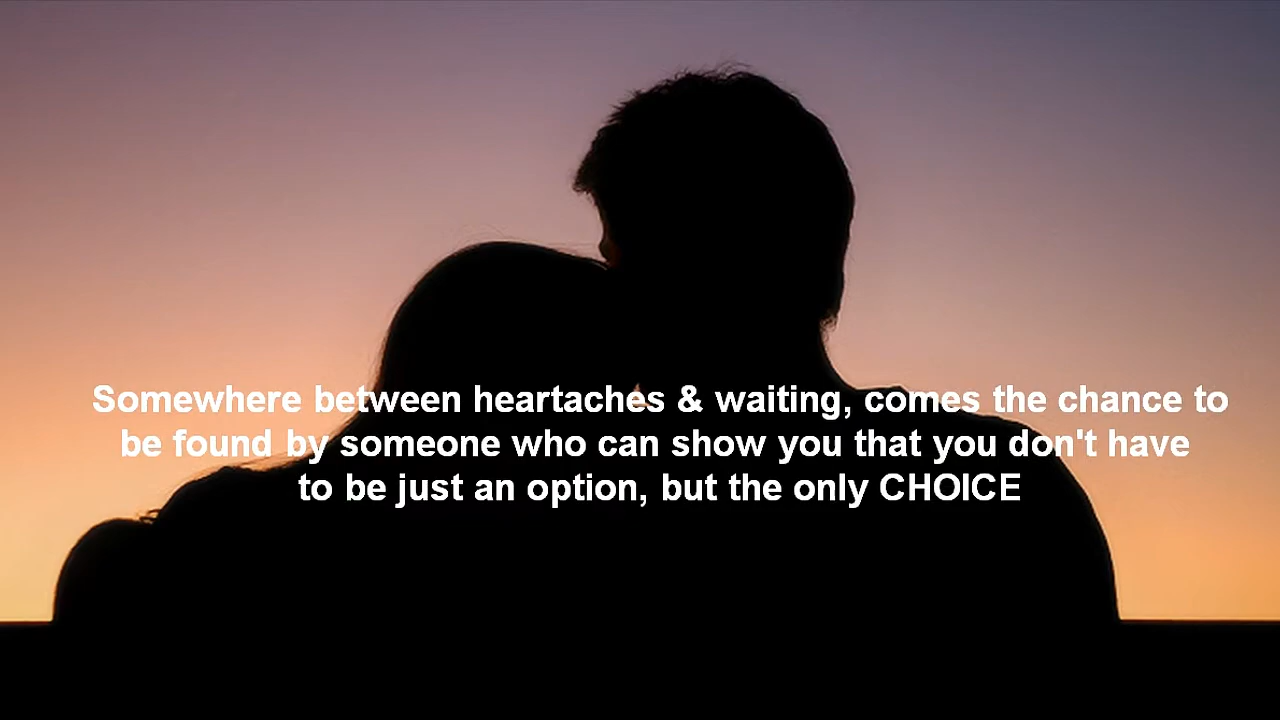 Somewhere between heartaches & waiting, comes the chance to
be found by someone who can show you that you don't have
to be just an option, but the only CHOICE